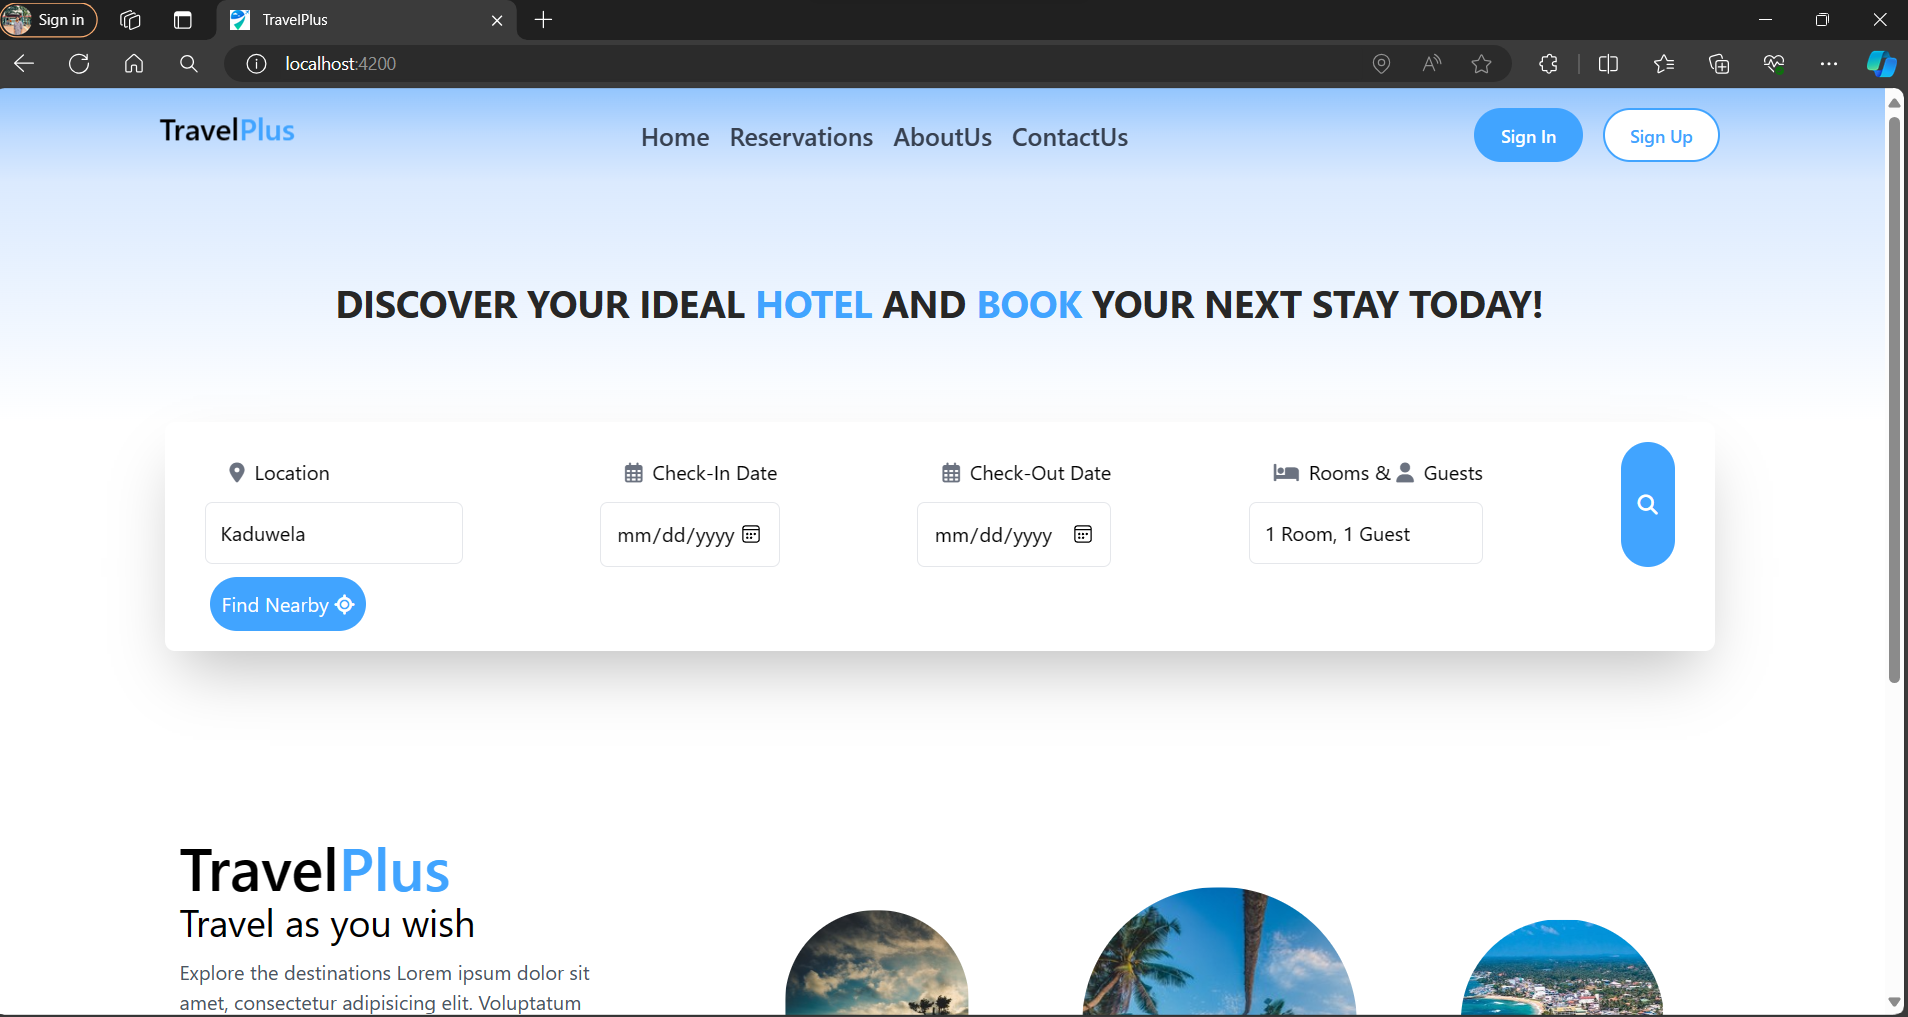 Sign in
TravelPlus
localhost:4200
TravelPlus
Home Reservations AboutUs ContactUs
Sign In
Sign Up
DISCOVER YOUR IDEAL HOTEL AND BOOK YOUR NEXT STAY TODAY!
Location
Check-In Date
Check-Out Date
Rooms & Guests
Kaduwela
mm/dd/yyyy
mm/dd/yyyy
1 Room, 1 Guest
Find Nearby
TravelPlus
Travel as you wish
Explore the destinations Lorem ipsum dolor sit
amet, consectetur adipisicing elit. Voluptatum